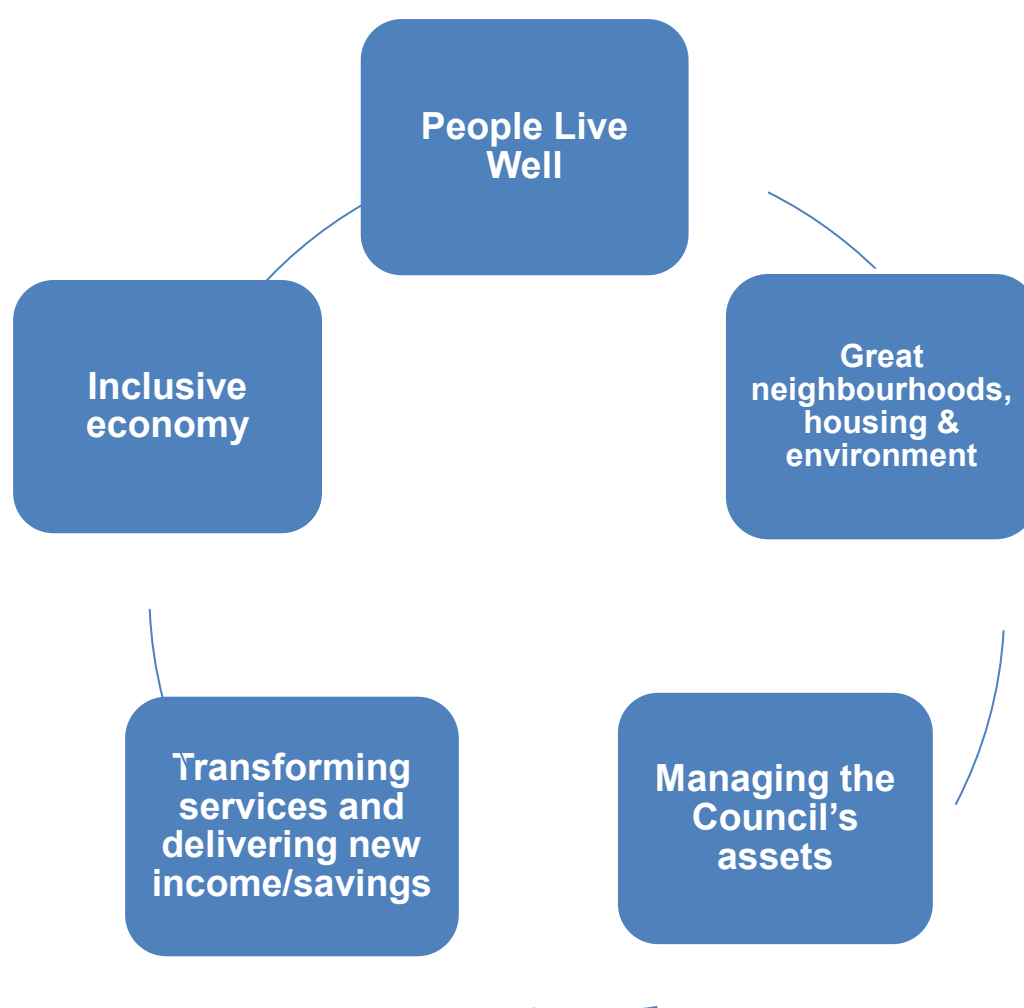 People Live
Well
Inclusive
economy
Great
neighbourhoods,
housing &
environment
Transforming
services and
delivering new
income/savings
Managing the
Council’s
assets